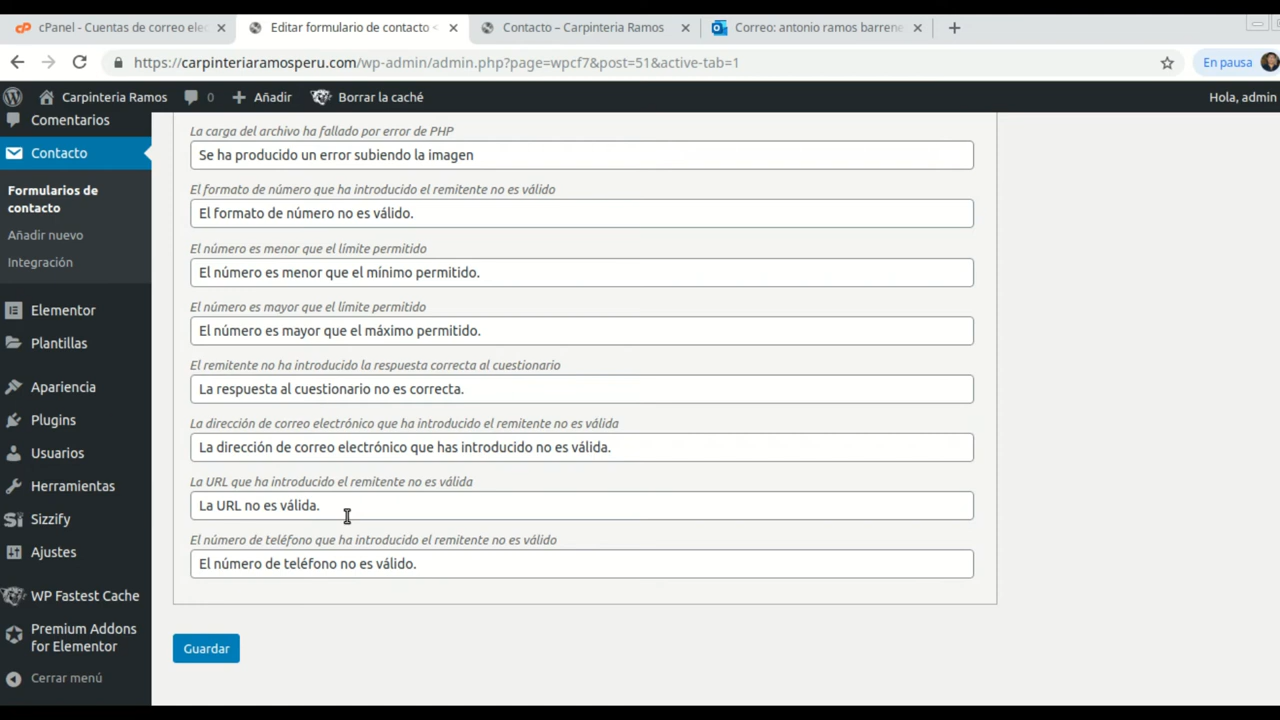 cPanel - Cuentas de correo ele
Editar formulario de contacto <
Contacto – Carpinteria Ramos
Correo: antonio ramos barrene
https://carpinteriaramosperu.com/wp-admin/admin.php?page=wpcf7&post=51&active-tab=1
En pausa
Carpinteria Ramos
0
Añadir
Borrar la caché
Hola, admin
Comentarios
Contacto
Formularios de
contacto
Añadir nuevo
Integración
Elementor
Plantillas
Apariencia
Plugins
Usuarios
Herramientas
Sizzify
Ajustes
WP Fastest Cache
Premium Addons
for Elementor
Cerrar menú
La carga del archivo ha fallado por error de PHP
Se ha producido un error subiendo la imagen
El formato de número que ha introducido el remitente no es válido
El formato de número no es válido.
El número es menor que el límite permitido
El número es menor que el mínimo permitido.
El número es mayor que el límite permitido
El número es mayor que el máximo permitido.
El remitente no ha introducido la respuesta correcta al cuestionario
La respuesta al cuestionario no es correcta.
La dirección de correo electrónico que ha introducido el remitente no es válida
La dirección de correo electrónico que has introducido no es válida.
La URL que ha introducido el remitente no es válida
La URL no es válida.
El número de teléfono que ha introducido el remitente no es válido
El número de teléfono no es válido.
Guardar